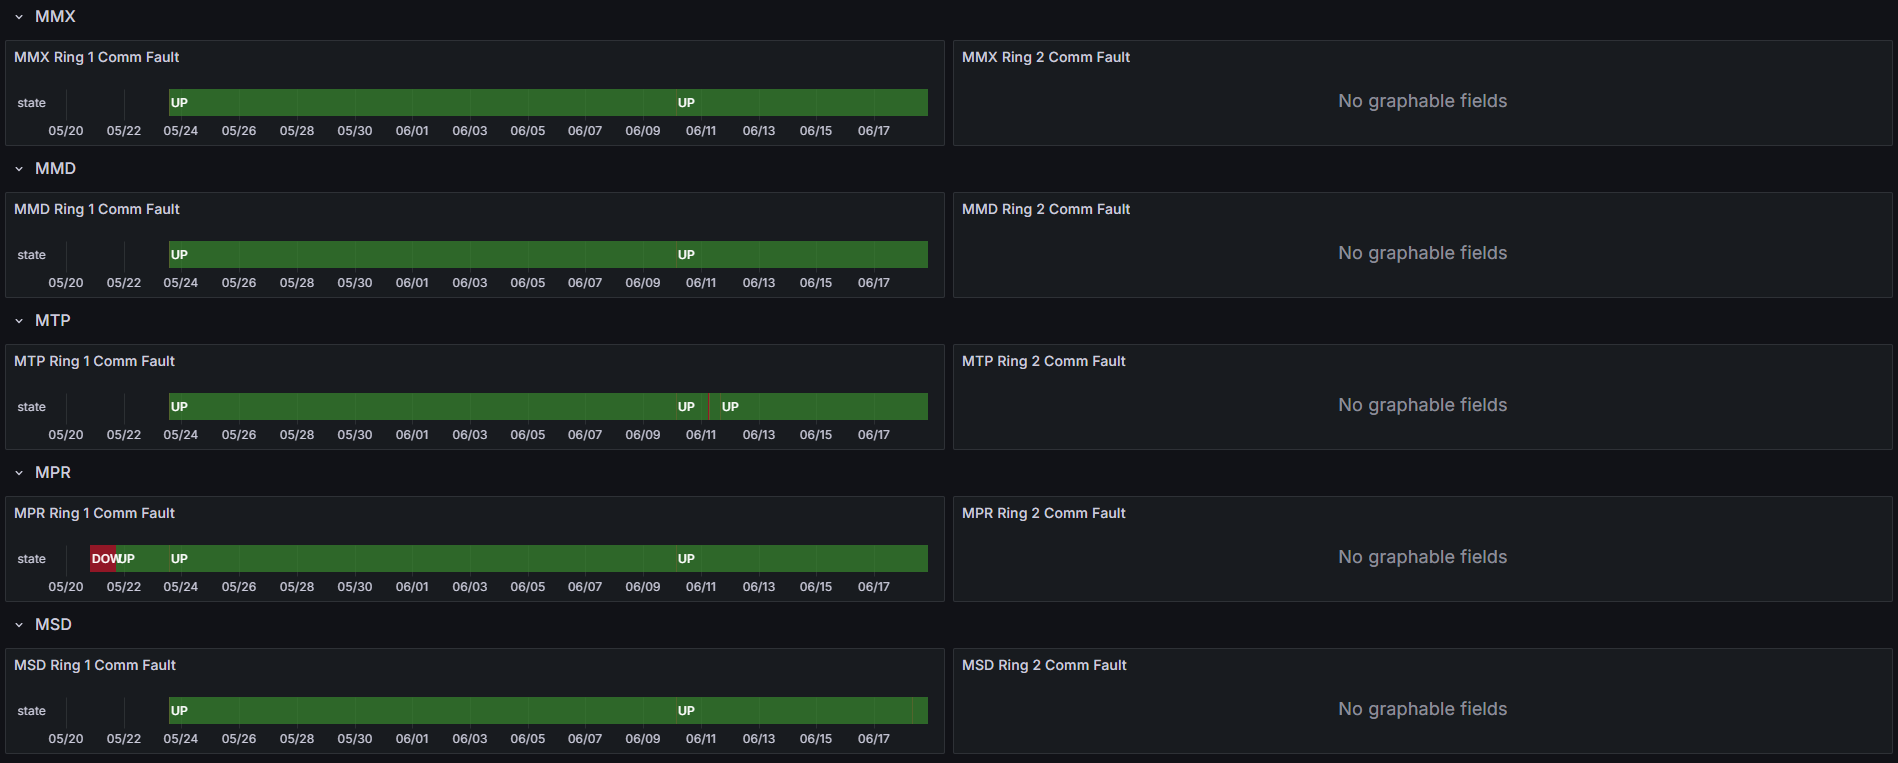 MMX
MMX Ring 1 Comm Fault
MMX Ring 2 Comm Fault
state UP UP
No graphable fields
05/20 05/22 05/24 05/26 05/28 05/30 06/01 06/03 06/05 06/07 06/09 06/11 06/13 06/15 06/17
MMD
MMD Ring 1 Comm Fault
MMD Ring 2 Comm Fault
state UP UP
No graphable fields
05/20 05/22 05/24 05/26 05/28 05/30 06/01 06/03 06/05 06/07 06/09 06/11 06/13 06/15 06/17
MTP
MTP Ring 1 Comm Fault
MTP Ring 2 Comm Fault
state UP UP UP
No graphable fields
05/20 05/22 05/24 05/26 05/28 05/30 06/01 06/03 06/05 06/07 06/09 06/11 06/13 06/15 06/17
MPR
MPR Ring 1 Comm Fault
MPR Ring 2 Comm Fault
state DOW UP UP UP
No graphable fields
05/20 05/22 05/24 05/26 05/28 05/30 06/01 06/03 06/05 06/07 06/09 06/11 06/13 06/15 06/17
MSD
MSD Ring 1 Comm Fault
MSD Ring 2 Comm Fault
state UP UP
No graphable fields
05/20 05/22 05/24 05/26 05/28 05/30 06/01 06/03 06/05 06/07 06/09 06/11 06/13 06/15 06/17